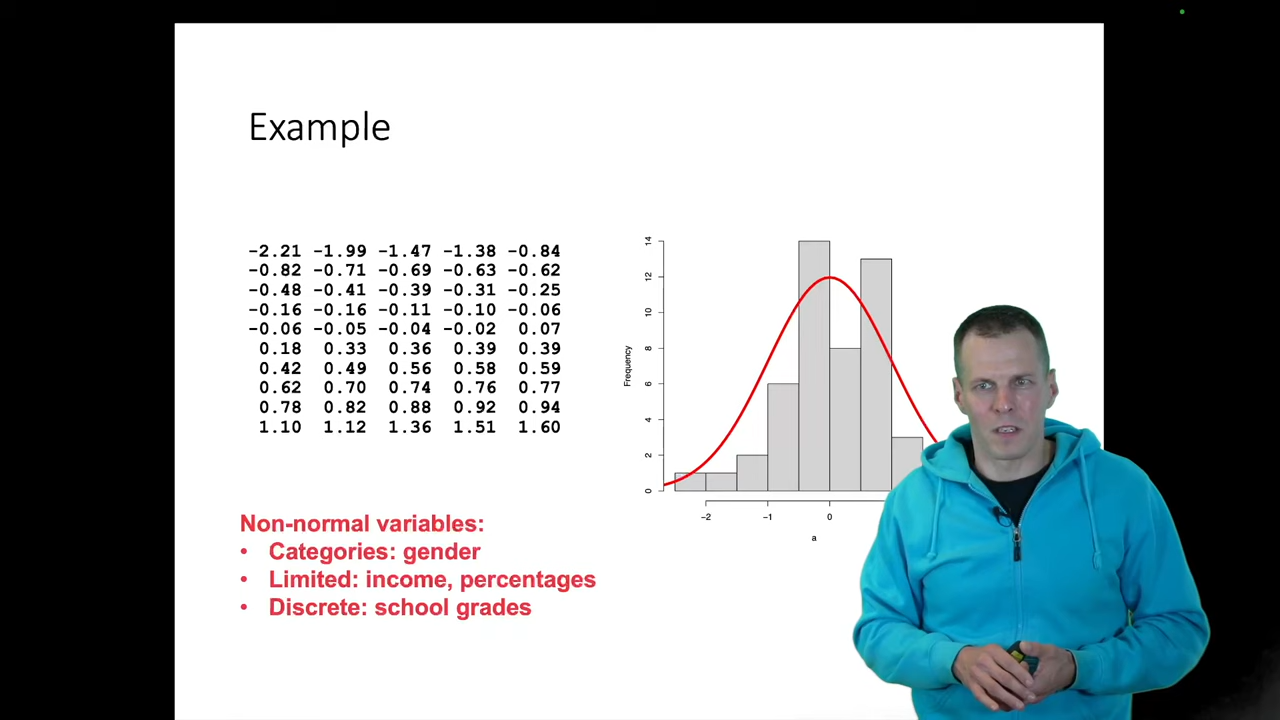 Example
-2.21 -1.99 -1.47 -1.38 -0.84
-0.82 -0.71 -0.69 -0.63 -0.62
-0.48 -0.41 -0.39 -0.31 -0.25
-0.16 -0.16 -0.11 -0.10 -0.06
-0.06 -0.05 -0.04 -0.02 0.07
0.18 0.33 0.36 0.39 0.39
0.42 0.49 0.56 0.58 0.59
0.62 0.70 0.74 0.76 0.77
0.78 0.82 0.88 0.92 0.94
1.10 1.12 1.36 1.51 1.60
14
12
10
8
6
4
2
0
Frequency
-2 -1 0
a
Non-normal variables:
• Categories: gender
• Limited: income, percentages
• Discrete: school grades